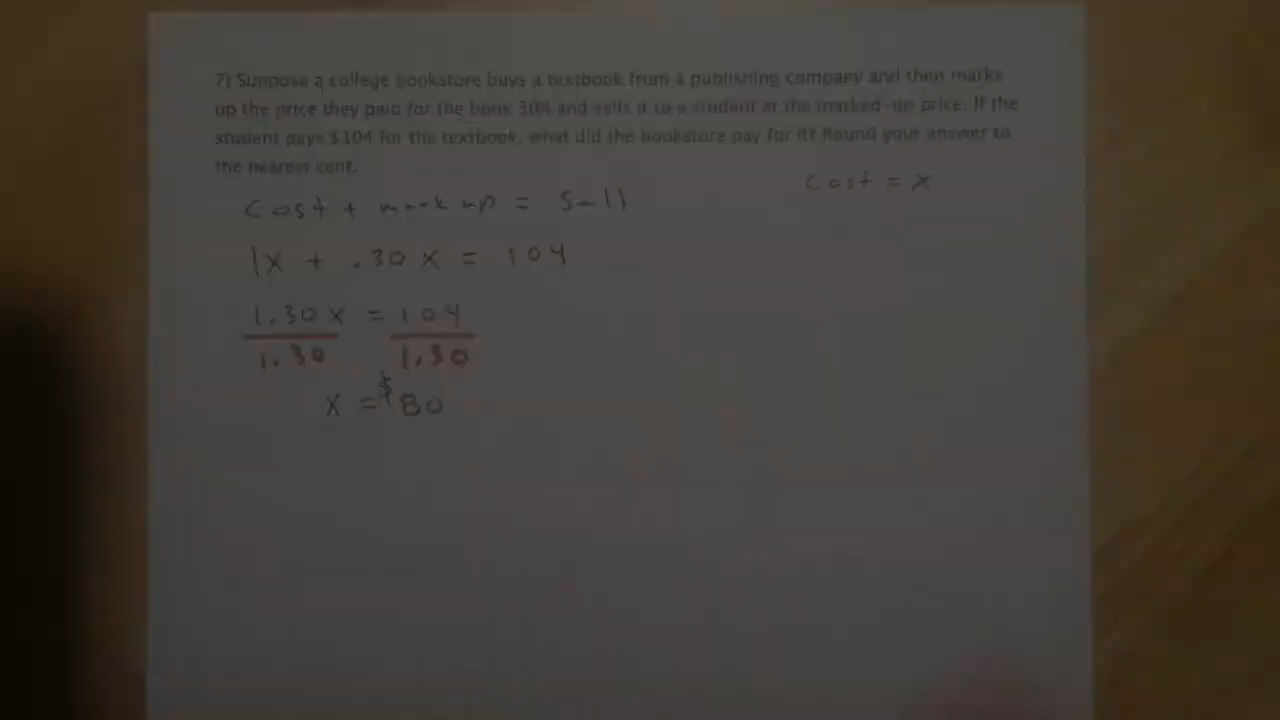 7) Suppose a college bookstore buys a textbook from a publishing company and then marks
up the price they paid for the book 30% and sells it to a student at the marked-up price. If the
student pays $104 for the textbook, what did the bookstore pay for it? Round your answer to
the nearest cent.
Cost = x
Cost + mark up = Sell
1x + .30x = 104
1.30x = 104
1.30 1.30
x = $80